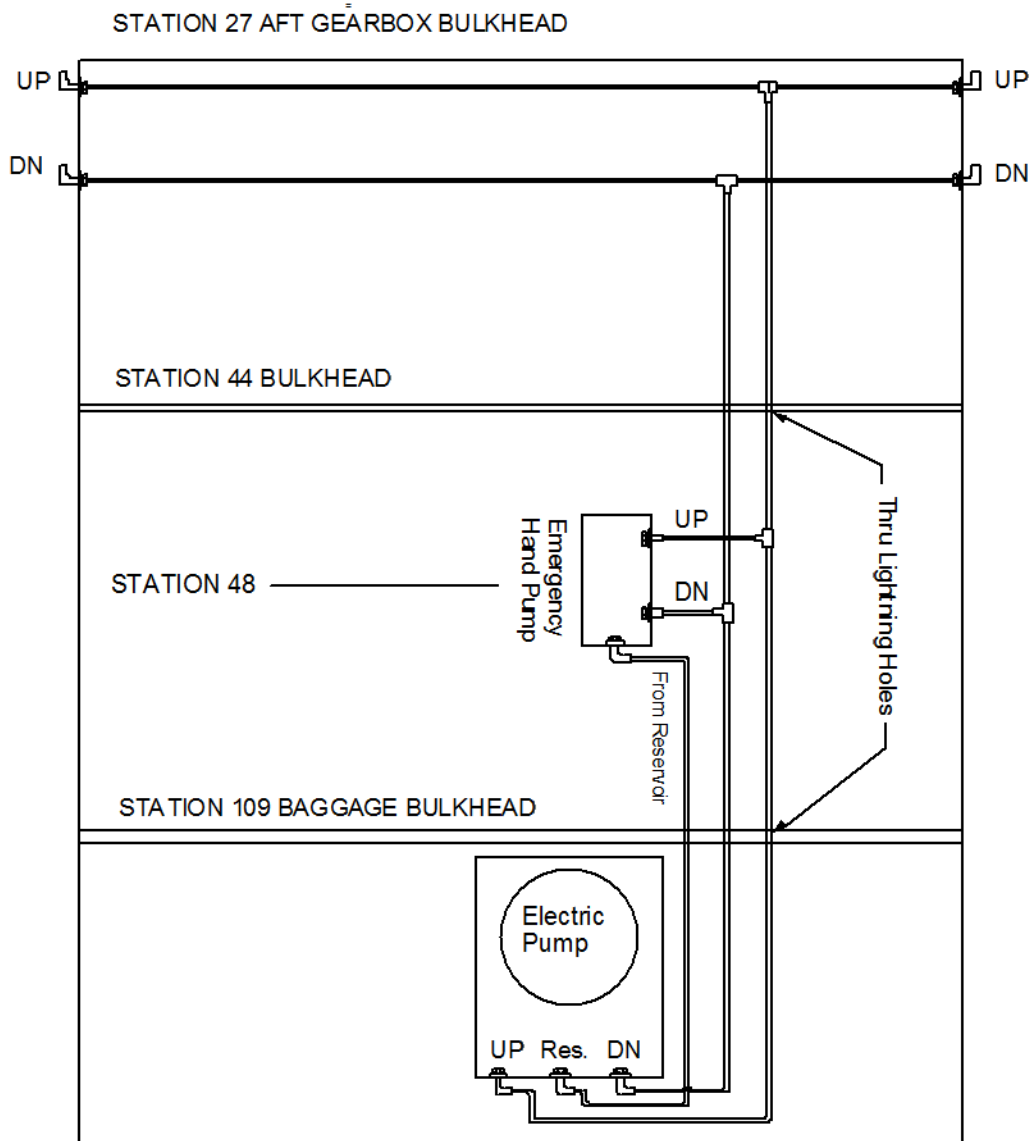 STATION 27 AFT GEARBOX BULKHEAD
UP
UP
DN
DN
STATION 44 BULKHEAD
Thru Lightning Holes
STATION 48
Emergency
Hand Pump
UP
DN
From Reservoir
STATION 109 BAGGAGE BULKHEAD
Electric
Pump
UP Res. DN